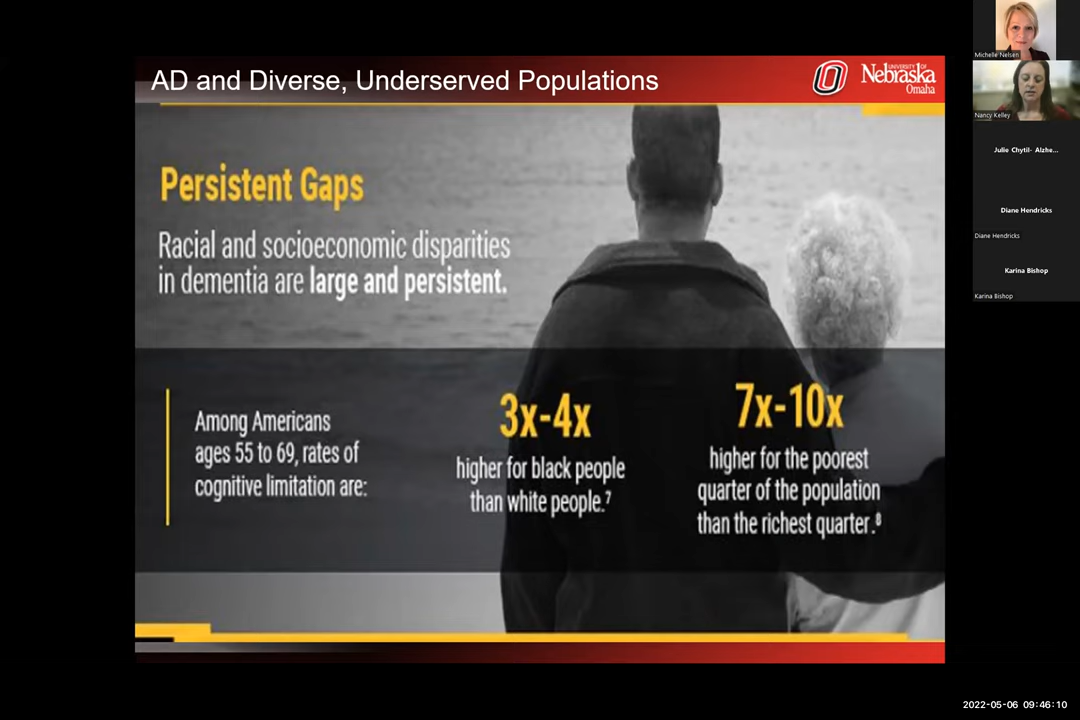 AD and Diverse, Underserved Populations
UNIVERSITY OF
Nebraska
Omaha
Persistent Gaps
Racial and socioeconomic disparities
in dementia are large and persistent.
Among Americans
ages 55 to 69, rates of
cognitive limitation are:
3x-4x
higher for black people
than white people.⁷
7x-10x
higher for the poorest
quarter of the population
than the richest quarter.⁸
Michelle Nelsen
Nancy Kelley
Julie Chytil- Alzhe...
Diane Hendricks
Diane Hendricks
Karina Bishop
Karina Bishop
2022-05-06 09:46:10